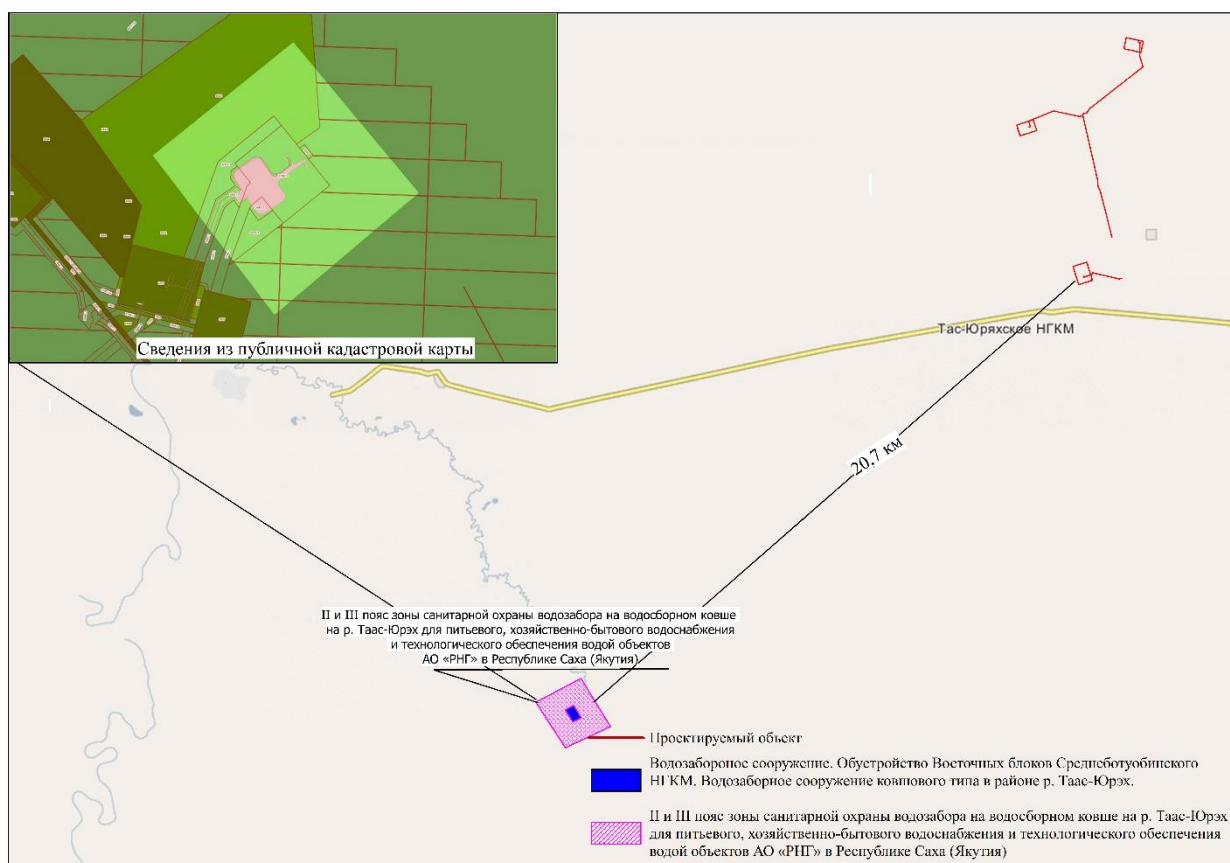 Сведения из публичной кадастровой карты
Тас-Юряхское НГКМ
20,7 км
II и III пояс зоны санитарной охраны водозабора на водосборном ковше
на р. Таас-Юрэх для питьевого, хозяйственно-бытового водоснабжения
и технологического обеспечения водой объектов
АО «РНГ» в Республике Саха (Якутия)
Проектируемый объект
Водозабороное сооружение. Обустройство Восточных блоков Среднеботуобинского
НГКМ. Водозаборное сооружение ковшового типа в районе р. Таас-Юрэх.
II и III пояс зоны санитарной охраны водозабора на водосборном ковше на р. Таас-Юрэх
для питьевого, хозяйственно-бытового водоснабжения и технологического обеспечения
водой объектов АО «РНГ» в Республике Саха (Якутия)